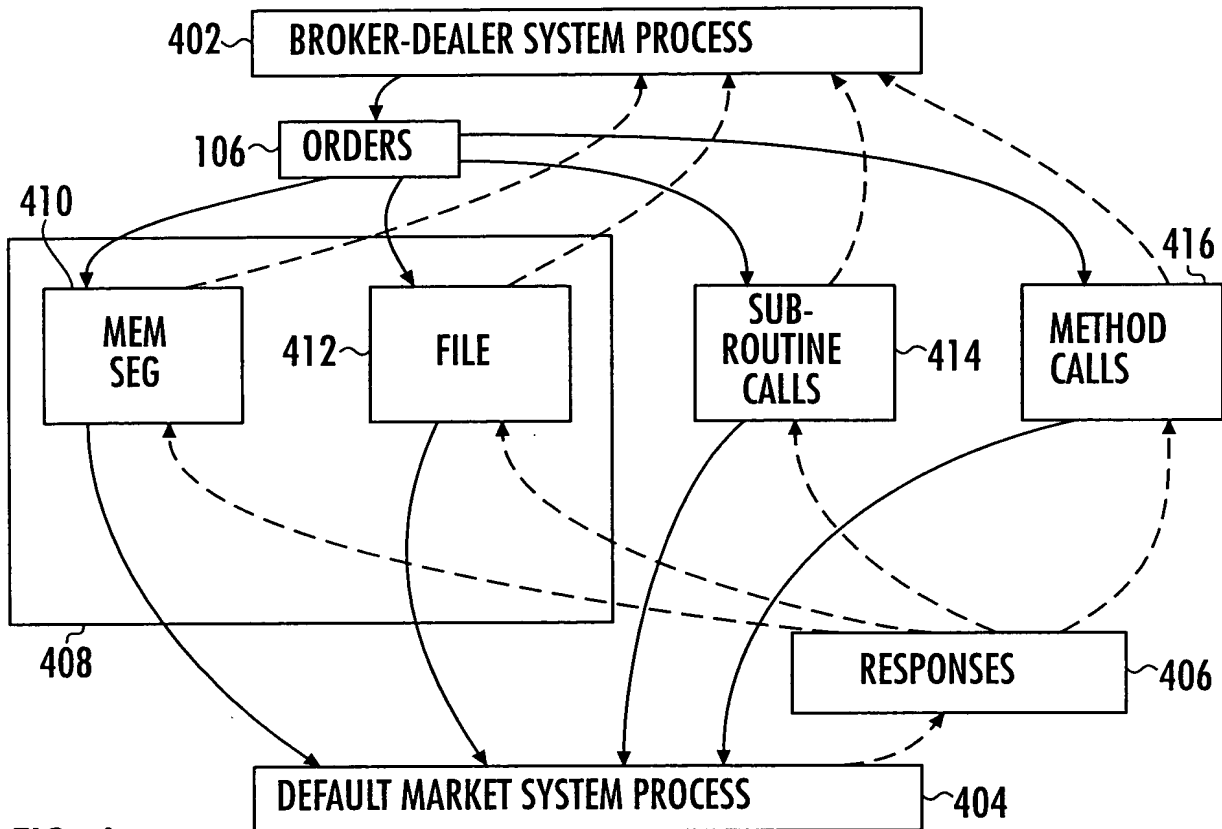 402 BROKER-DEALER SYSTEM PROCESS
106 ORDERS
410
416
MEM
SEG
412 FILE
SUB-
ROUTINE
CALLS
414
METHOD
CALLS
408
RESPONSES 406
DEFAULT MARKET SYSTEM PROCESS 404